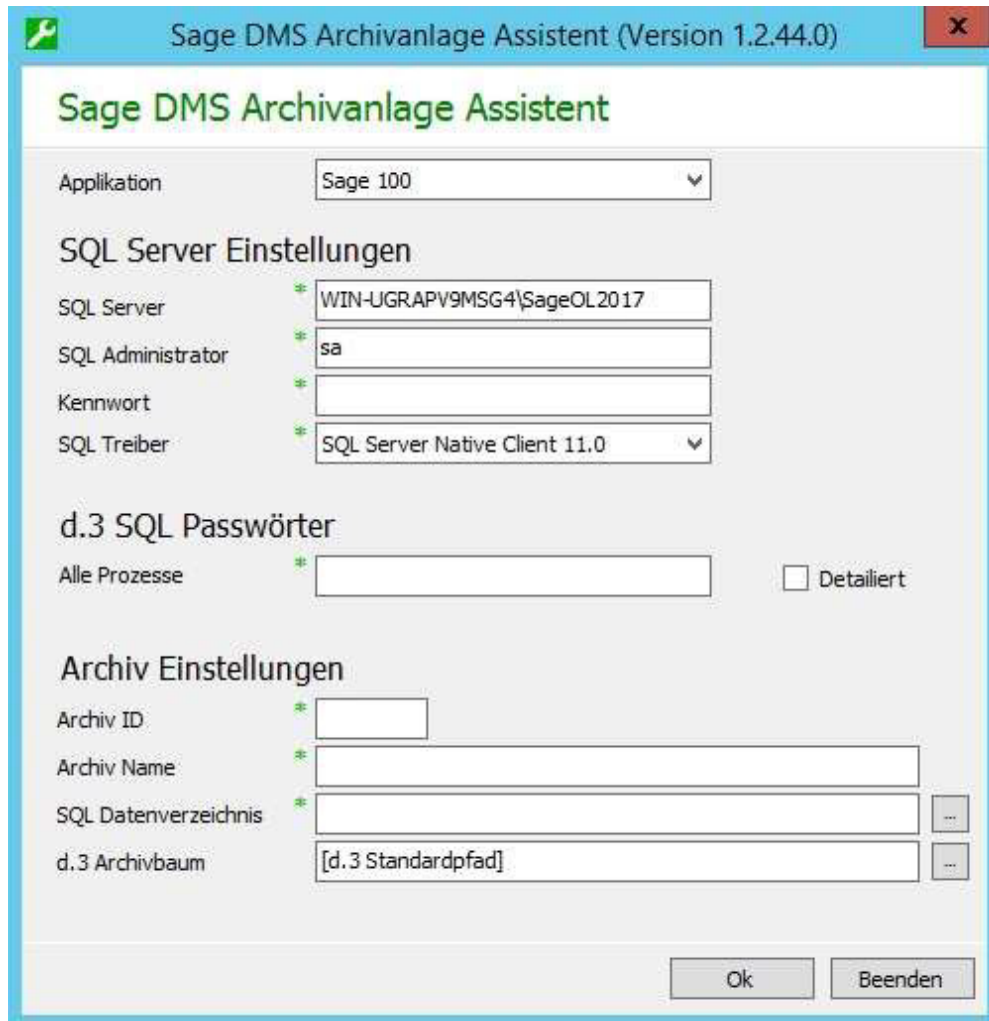 Sage DMS Archivanlage Assistent (Version 1.2.44.0)
x
Sage DMS Archivanlage Assistent
Applikation Sage 100
SQL Server Einstellungen
SQL Server * WIN-UGRAPV9MSG4\SageOL2017
SQL Administrator * sa
Kennwort *
SQL Treiber * SQL Server Native Client 11.0
d.3 SQL Passwörter
Alle Prozesse * Detailiert
Archiv Einstellungen
Archiv ID *
Archiv Name *
SQL Datenverzeichnis * ...
d.3 Archivbaum [d.3 Standardpfad] ...
Ok Beenden